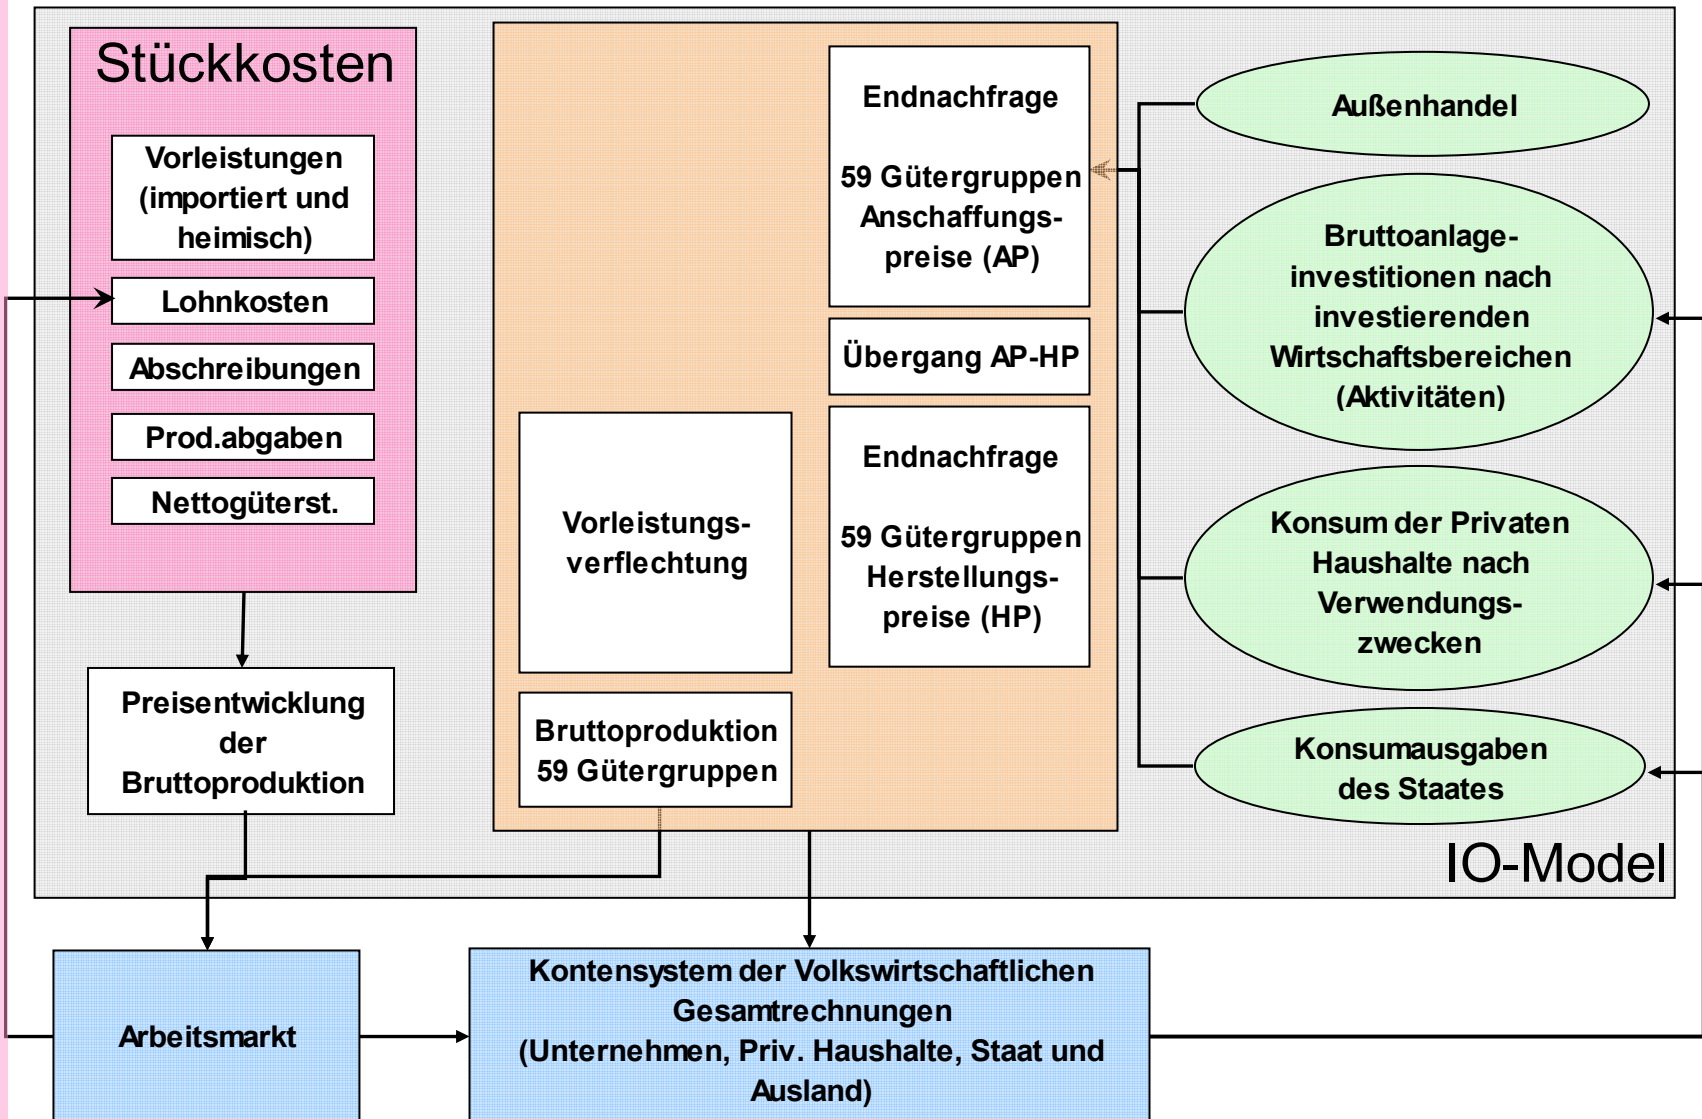 Stückkosten
Vorleistungen
(importiert und
heimisch)
Lohnkosten
Abschreibungen
Prod.abgaben
Nettogüterst.
Preisentwicklung
der
Bruttoproduktion
Vorleistungs-
verflechtung
Bruttoproduktion
59 Gütergruppen
Endnachfrage
59 Gütergruppen
Anschaffungs-
preise (AP)
Übergang AP-HP
Endnachfrage
59 Gütergruppen
Herstellungs-
preise (HP)
Außenhandel
Bruttoanlage-
investitionen nach
investierenden
Wirtschaftsbereichen
(Aktivitäten)
Konsum der Privaten
Haushalte nach
Verwendungs-
zwecken
Konsumausgaben
des Staates
IO-Model
Arbeitsmarkt
Kontensystem der Volkswirtschaftlichen
Gesamtrechnungen
(Unternehmen, Priv. Haushalte, Staat und
Ausland)